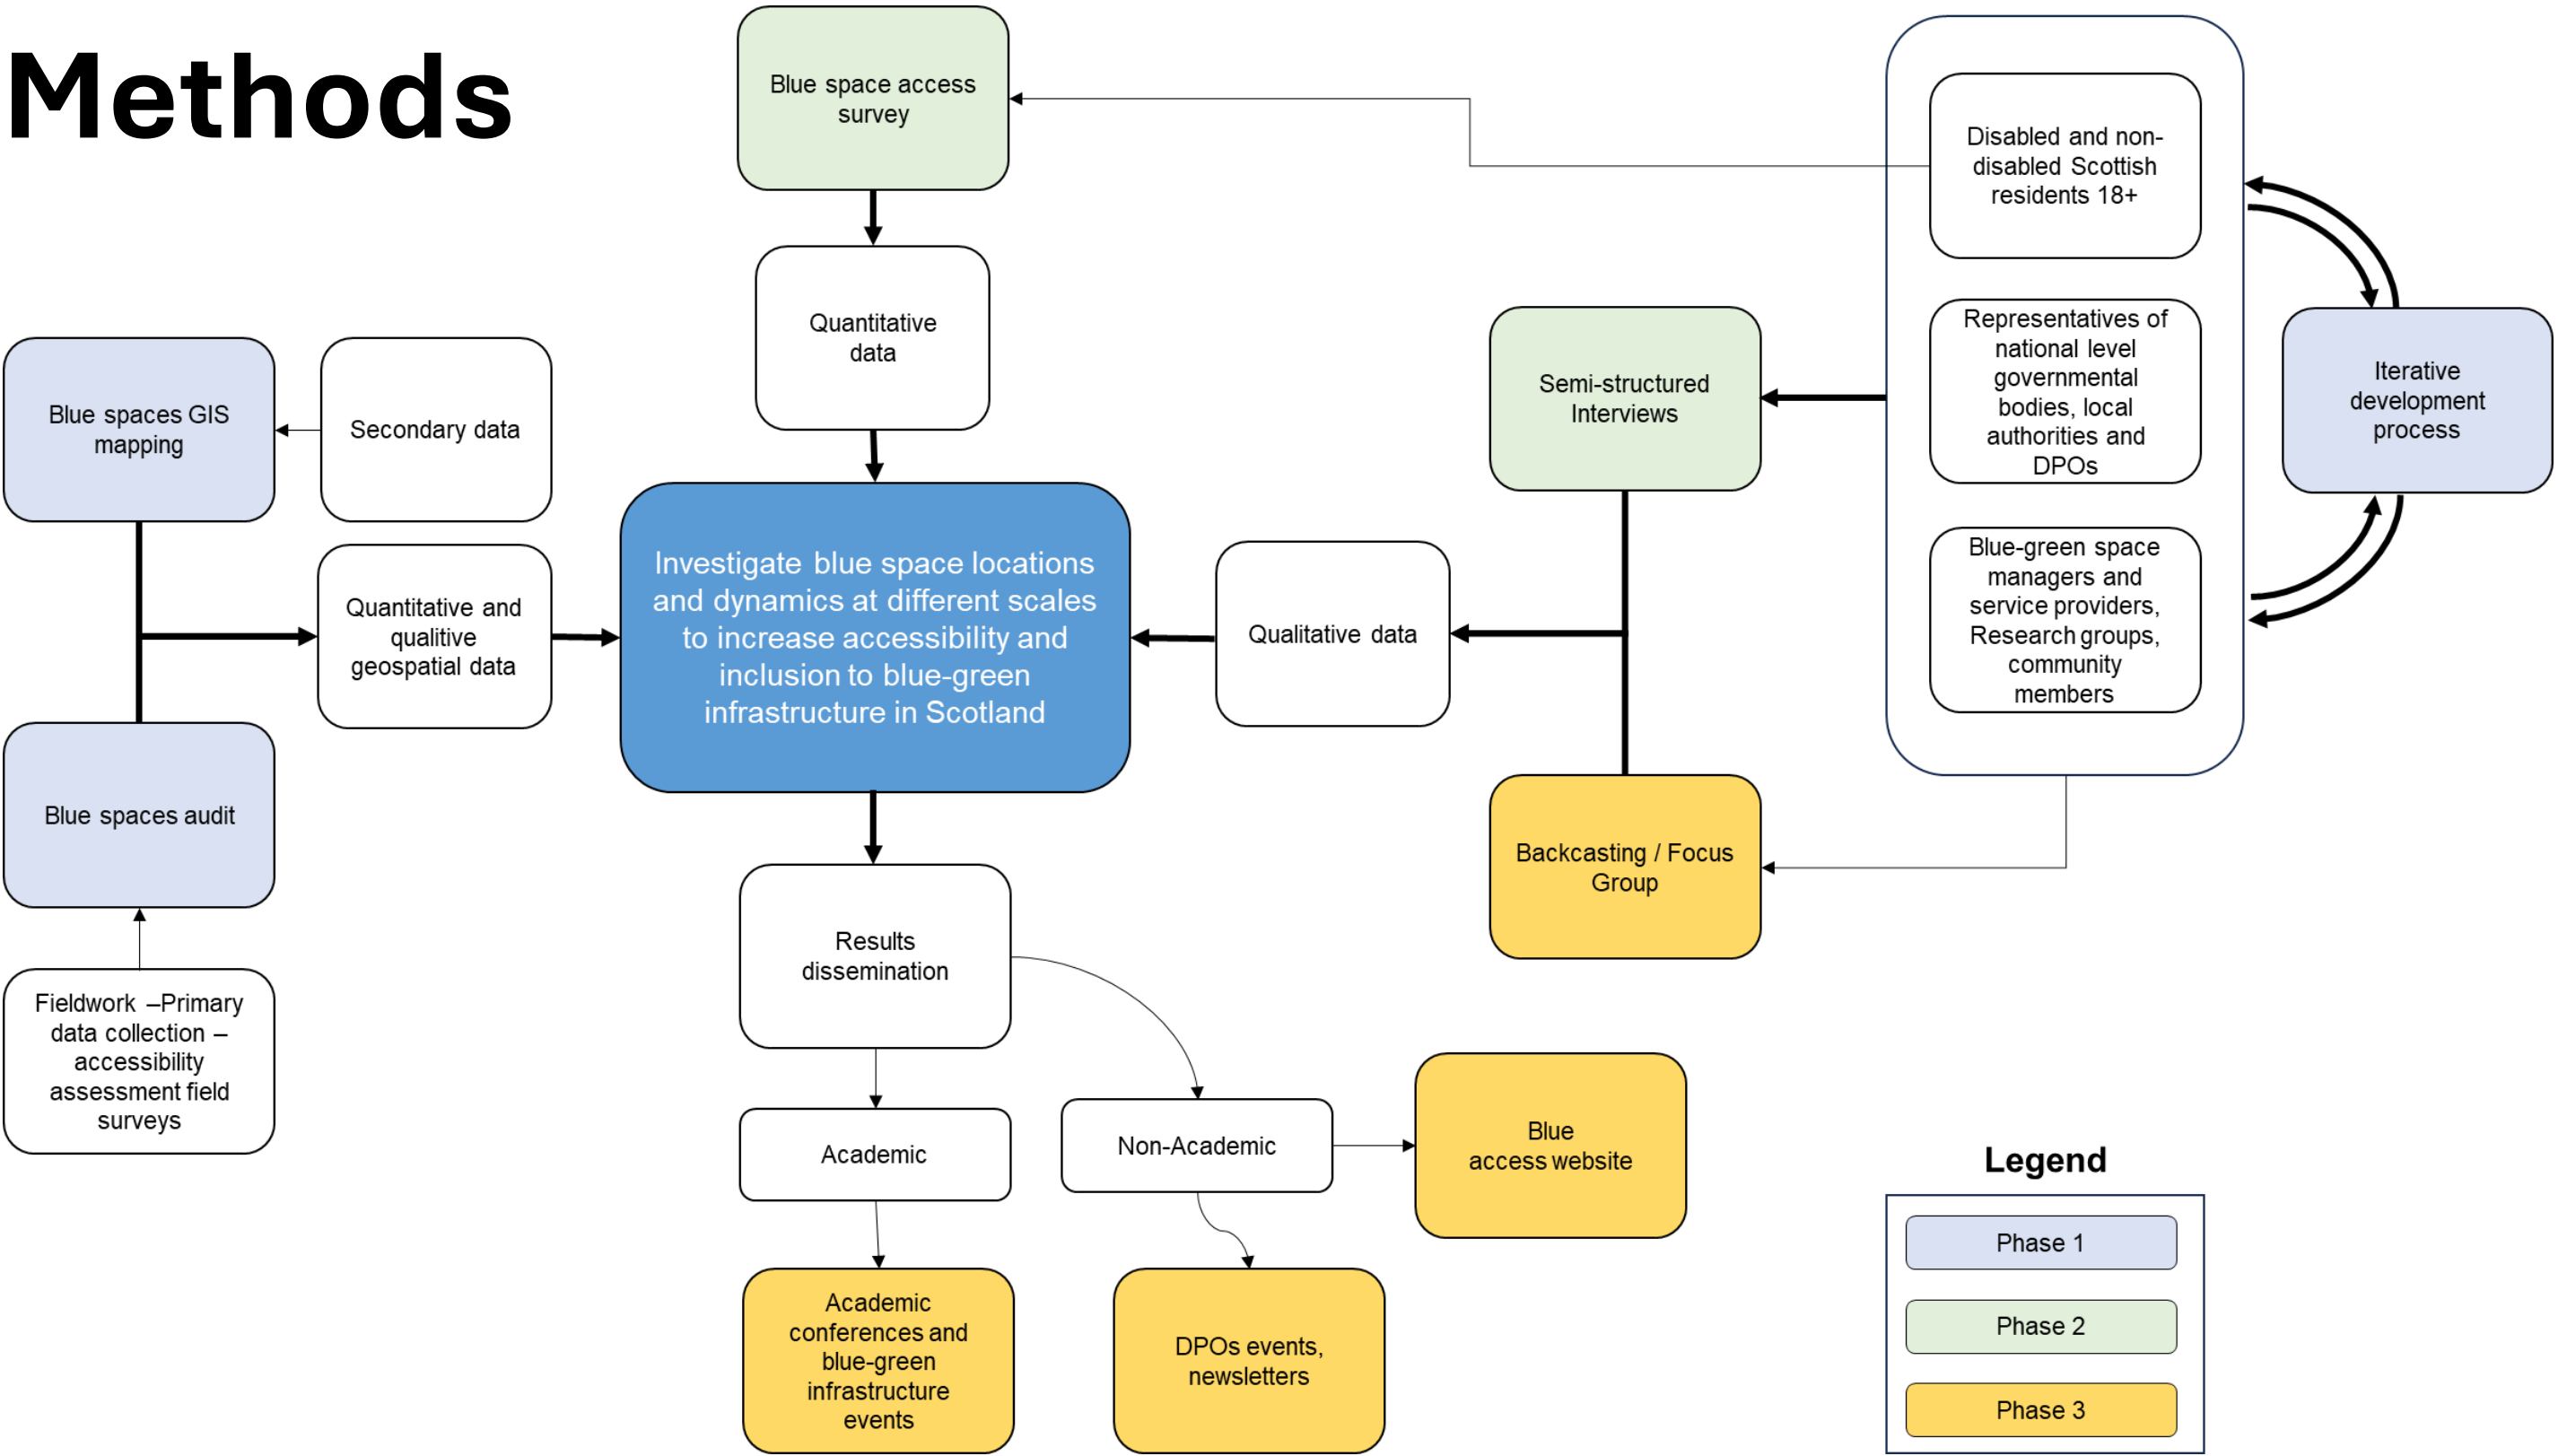 Methods
Blue space access
survey
Disabled and non-
disabled Scottish
residents 18+
Quantitative
data
Representatives of
national level
governmental
bodies, local
authorities and
DPOs
Semi-structured
Interviews
Iterative
development
process
Blue spaces GIS
mapping
Secondary data
Blue-green space
managers and
service providers,
Research groups,
community
members
Quantitative and
qualitive
geospatial data
Investigate blue space locations
and dynamics at different scales
to increase accessibility and
inclusion to blue-green
infrastructure in Scotland
Qualitative data
Blue spaces audit
Backcasting / Focus
Group
Results
dissemination
Fieldwork –Primary
data collection –
accessibility
assessment field
surveys
Academic
Non-Academic
Blue
access website
Academic
conferences and
blue-green
infrastructure
events
DPOs events,
newsletters
Legend
Phase 1
Phase 2
Phase 3